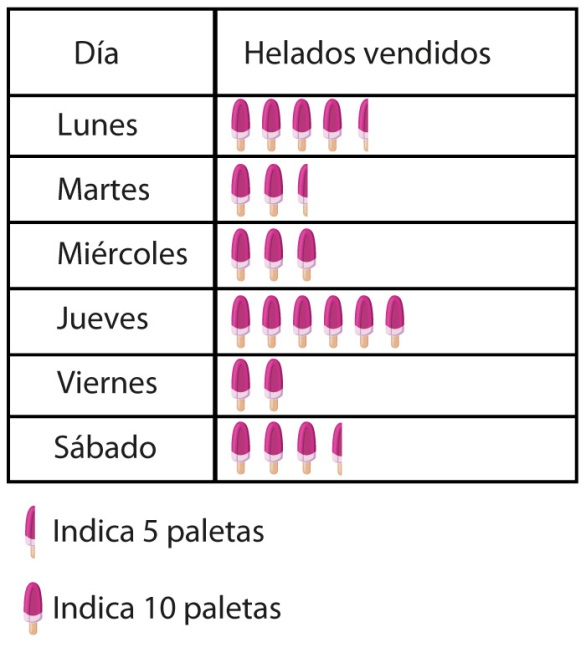 Día Helados vendidos
Lunes
Martes
Miércoles
Jueves
Viernes
Sábado
Indica 5 paletas
Indica 10 paletas